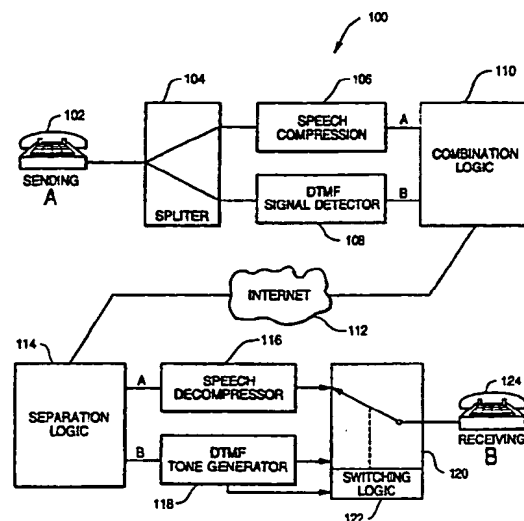 100
104
106
110
102
SPEECH
COMPRESSION
A
COMBINATION
LOGIC
SENDING
A
SPLITER
DTMF
SIGNAL DETECTOR
B
108
INTERNET
112
114
116
124
SEPARATION
LOGIC
A
SPEECH
DECOMPRESSOR
RECEIVING
B
B
DTMF
TONE GENERATOR
118
SWITCHING
LOGIC
120
122